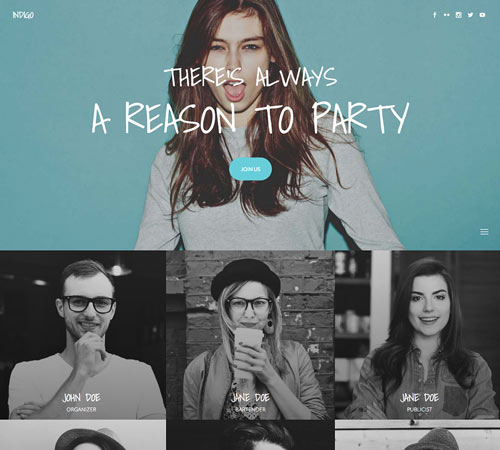 INDIGO
THERE'S ALWAYS
A REASON TO PARTY
JOIN US
JOHN DOE
ORGANIZER
JANE DOE
BARTENDER
JANE DOE
PUBLICIST